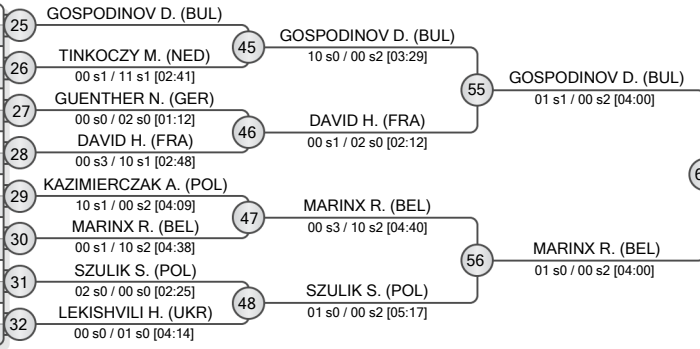 25
GOSPODINOV D. (BUL)
26
TINKOCZY M. (NED)
00 s1 / 11 s1 [02:41]
27
GUENTHER N. (GER)
00 s0 / 02 s0 [01:12]
28
DAVID H. (FRA)
00 s3 / 10 s1 [02:48]
29
KAZIMIERCZAK A. (POL)
10 s1 / 00 s2 [04:09]
30
MARINX R. (BEL)
00 s1 / 10 s2 [04:38]
31
SZULIK S. (POL)
02 s0 / 00 s0 [02:25]
32
LEKISHVILI H. (UKR)
00 s0 / 01 s0 [04:14]
45
GOSPODINOV D. (BUL)
10 s0 / 00 s2 [03:29]
46
DAVID H. (FRA)
00 s1 / 02 s0 [02:12]
47
MARINX R. (BEL)
00 s3 / 10 s2 [04:40]
48
SZULIK S. (POL)
01 s0 / 00 s2 [05:17]
55
GOSPODINOV D. (BUL)
01 s1 / 00 s2 [04:00]
56
MARINX R. (BEL)
01 s0 / 00 s2 [04:00]